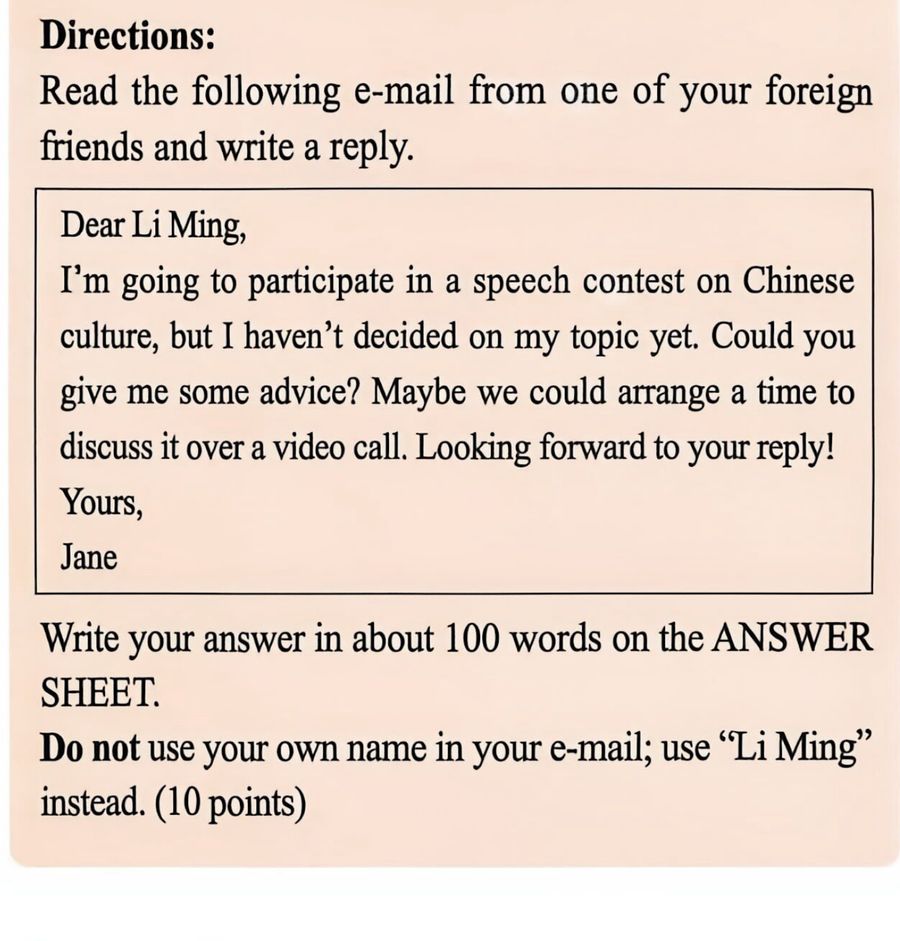 Directions:
Read the following e-mail from one of your foreign
friends and write a reply.
Dear Li Ming,
I'm going to participate in a speech contest on Chinese
culture, but I haven't decided on my topic yet. Could you
give me some advice? Maybe we could arrange a time to
discuss it over a video call. Looking forward to your reply!
Yours,
Jane
Write your answer in about 100 words on the ANSWER
SHEET.
Do not use your own name in your e-mail; use “Li Ming”
instead. (10 points)